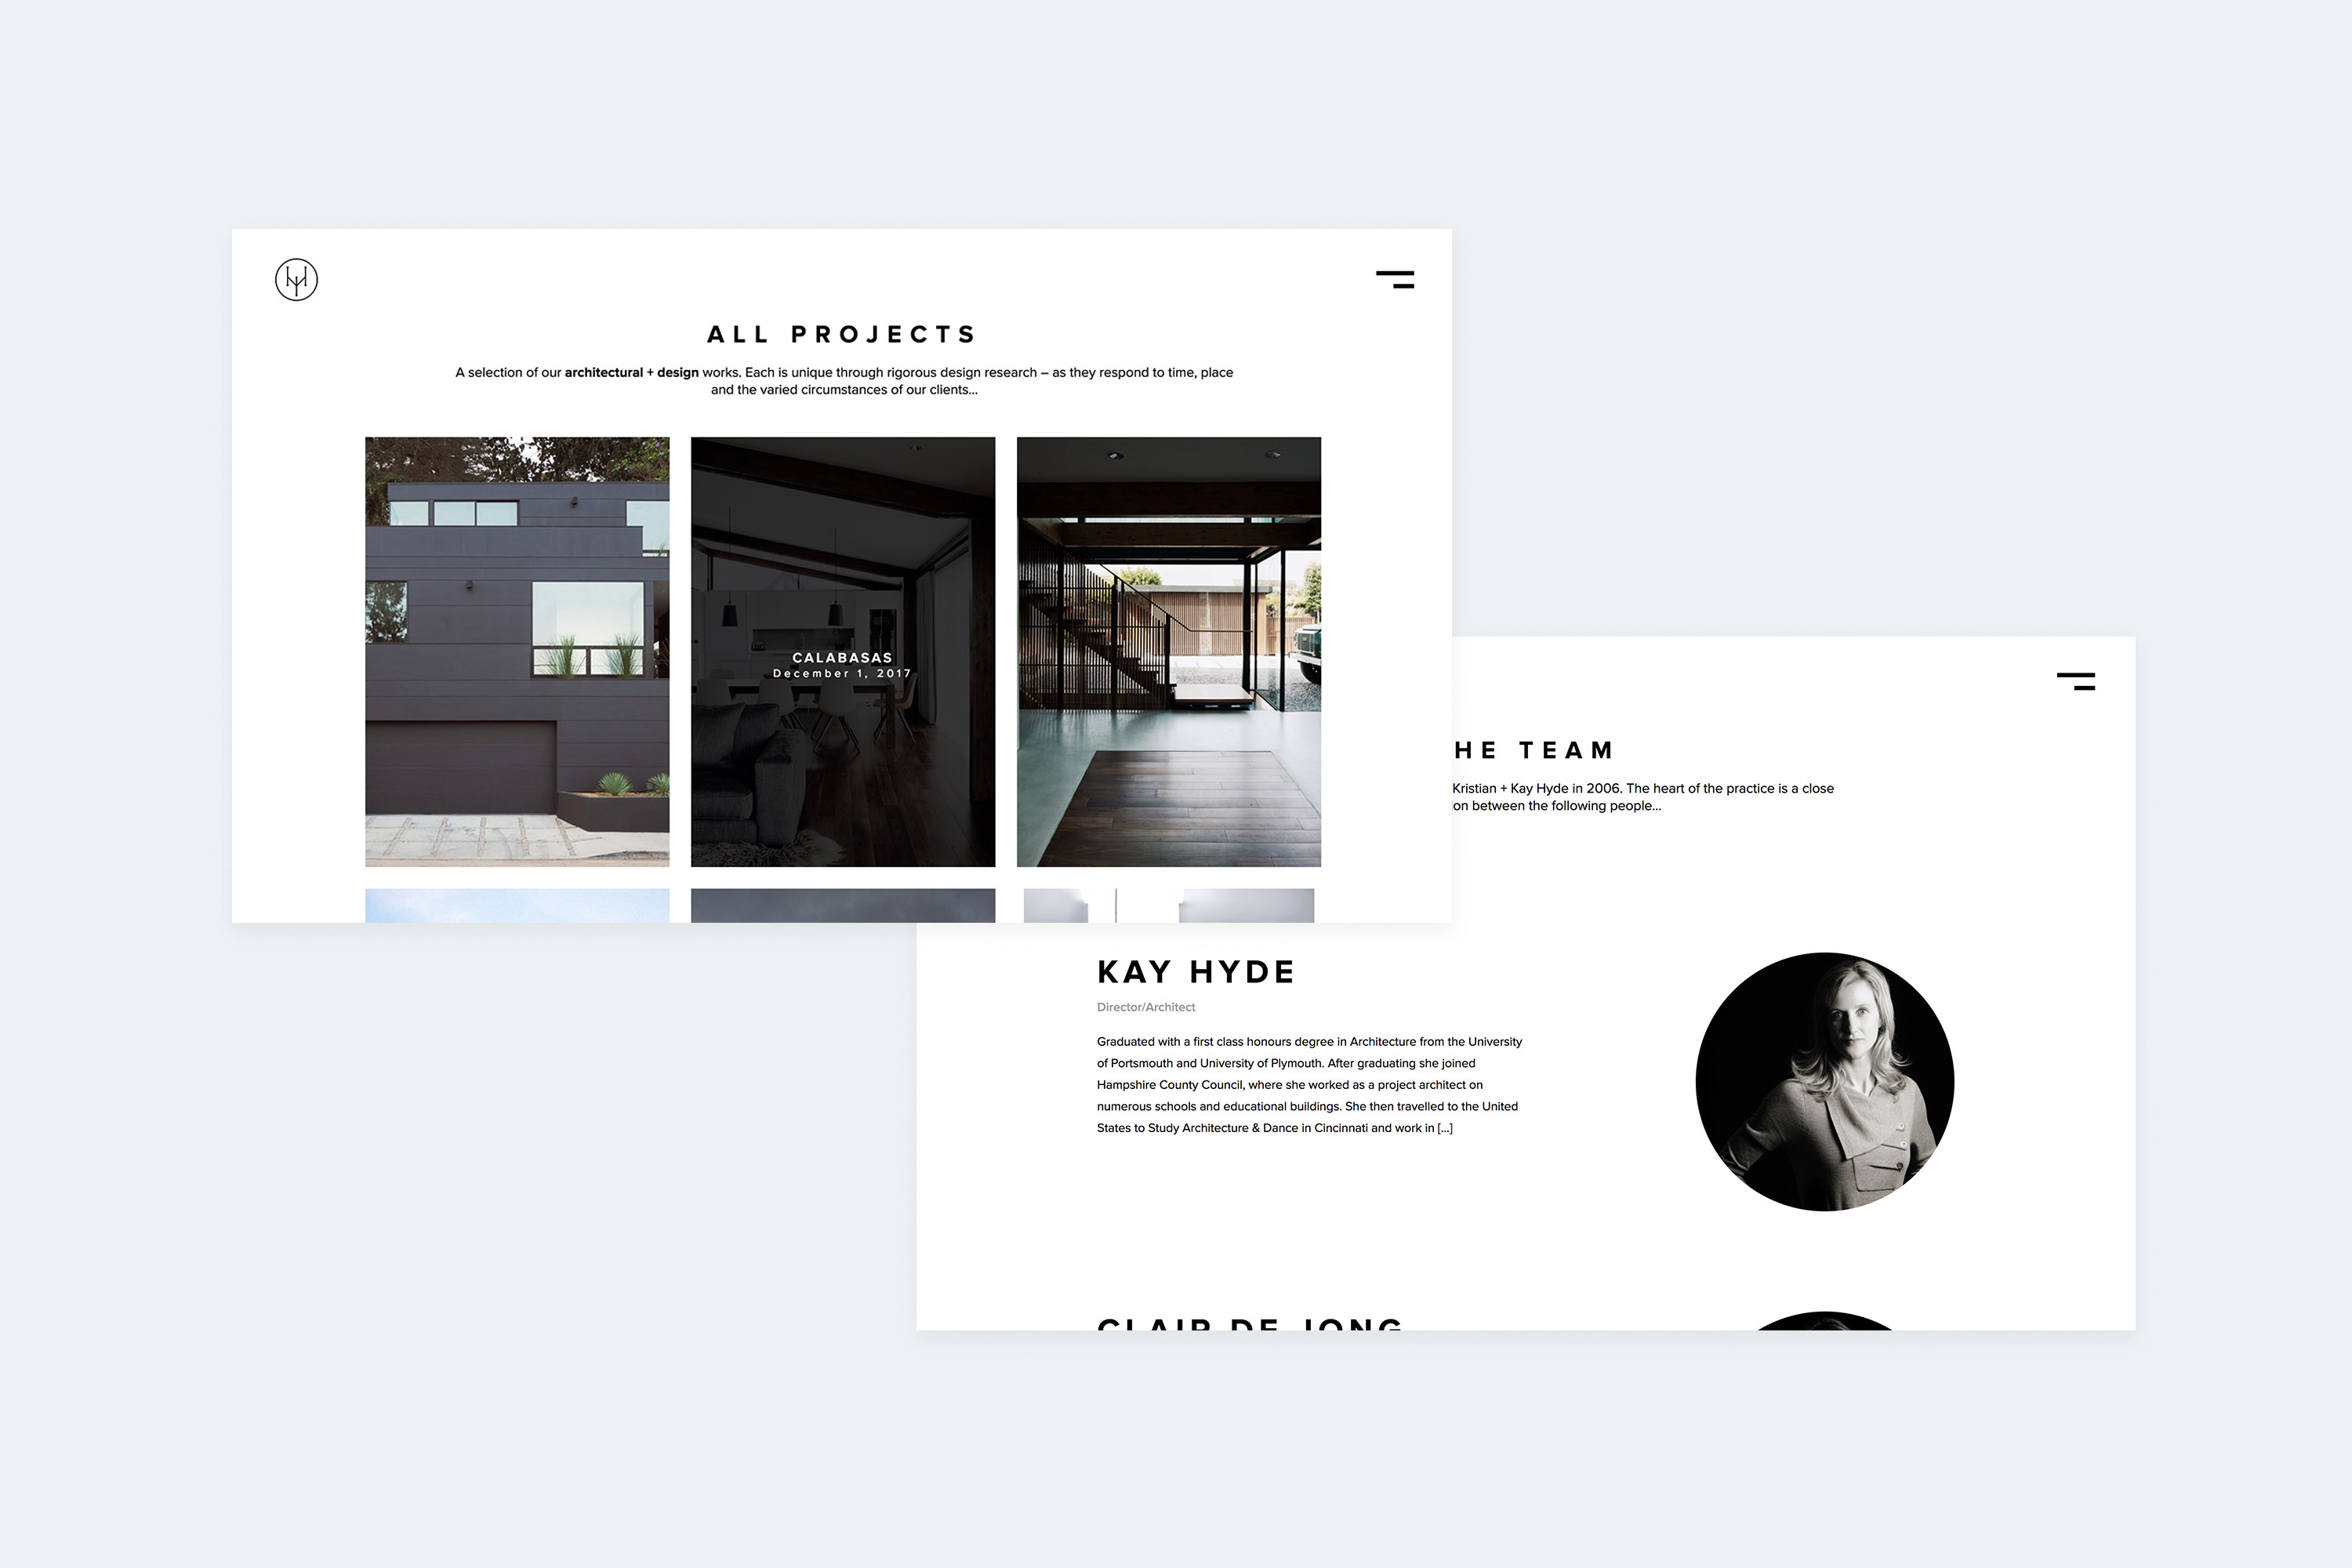 ALL PROJECTS
A selection of our architectural + design works. Each is unique through rigorous design research – as they respond to time, place
and the varied circumstances of our clients...
CALABASAS
December 1, 2017
HE TEAM
Kristian + Kay Hyde in 2006. The heart of the practice is a close
on between the following people...
KAY HYDE
Director/Architect
Graduated with a first class honours degree in Architecture from the University
of Portsmouth and University of Plymouth. After graduating she joined
Hampshire County Council, where she worked as a project architect on
numerous schools and educational buildings. She then travelled to the United
States to Study Architecture & Dance in Cincinnati and work in [...]
CLAIR DE JONG